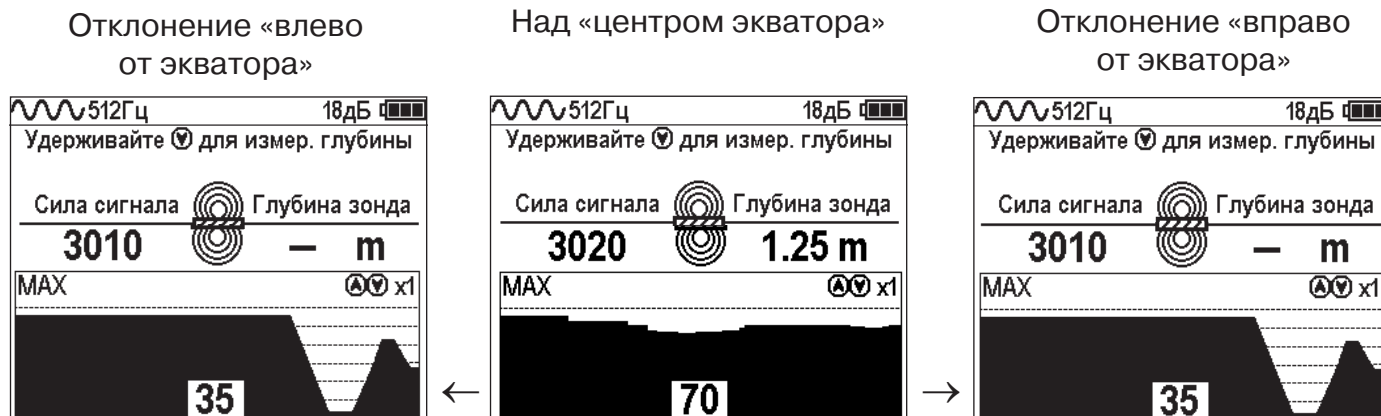 Отклонение «влево
от экватора»
512Гц 18дБ
Удерживайте для измер. глубины
Сила сигнала Глубина зонда
3010 – m
MAX x1
35
Над «центром экватора»
512Гц 18дБ
Удерживайте для измер. глубины
Сила сигнала Глубина зонда
3020 1.25 m
MAX x1
70
Отклонение «вправо
от экватора»
512Гц 18дБ
Удерживайте для измер. глубины
Сила сигнала Глубина зонда
3010 – m
MAX x1
35